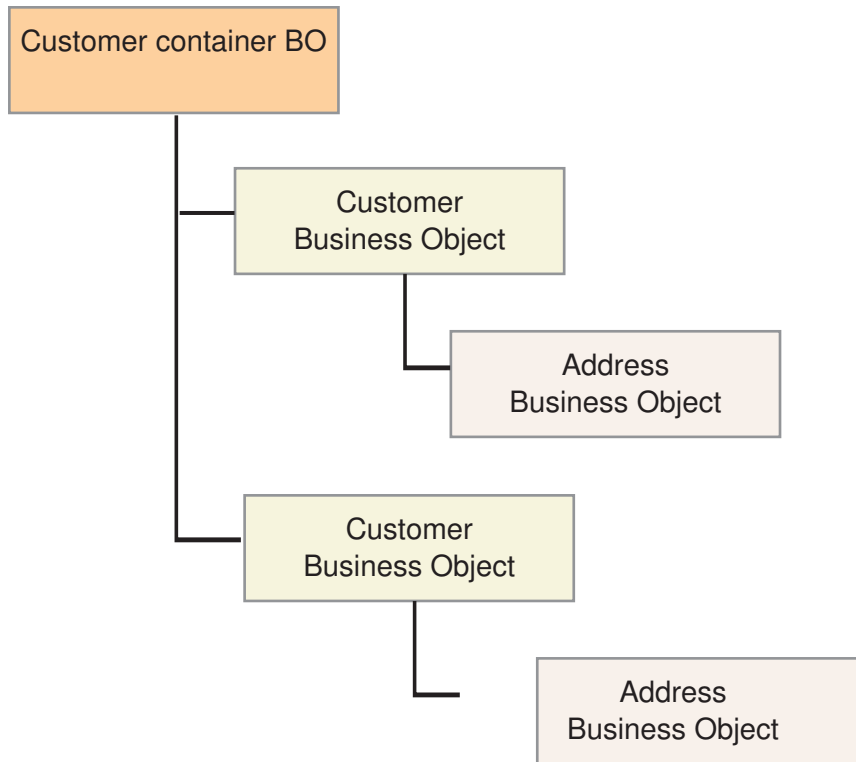 Customer container BO
Customer
Business Object
Address
Business Object
Customer
Business Object
Address
Business Object